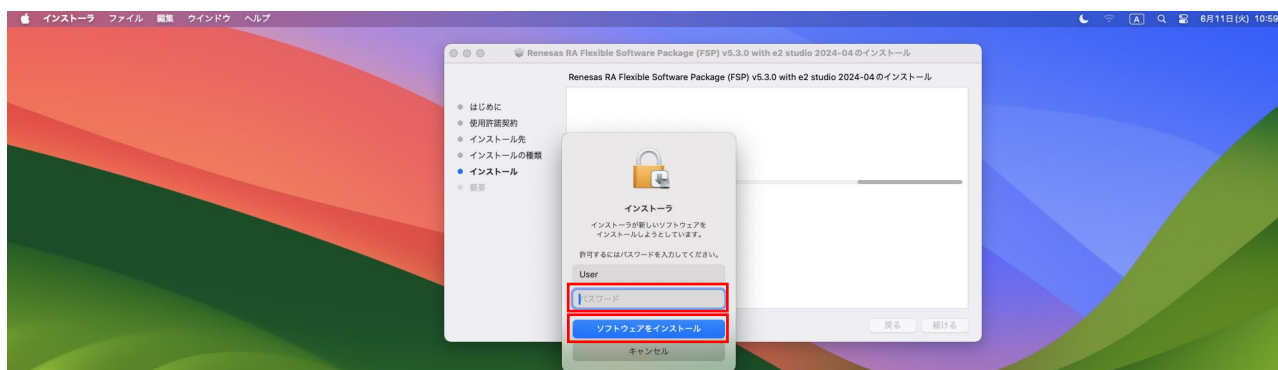 インストーラ ファイル 編集 ウインドウ ヘルプ
A 6月11日(火) 10:59
Renesas RA Flexible Software Package (FSP) v5.3.0 with e2 studio 2024-04 のインストール
Renesas RA Flexible Software Package (FSP) v5.3.0 with e2 studio 2024-04 のインストール
はじめに
使用許諾契約
インストール先
インストールの種類
インストール
概要
インストーラ
インストーラが新しいソフトウェアを
インストールしようとしています。
許可するにはパスワードを入力してください。
User
パスワード
ソフトウェアをインストール
キャンセル
戻る
続ける